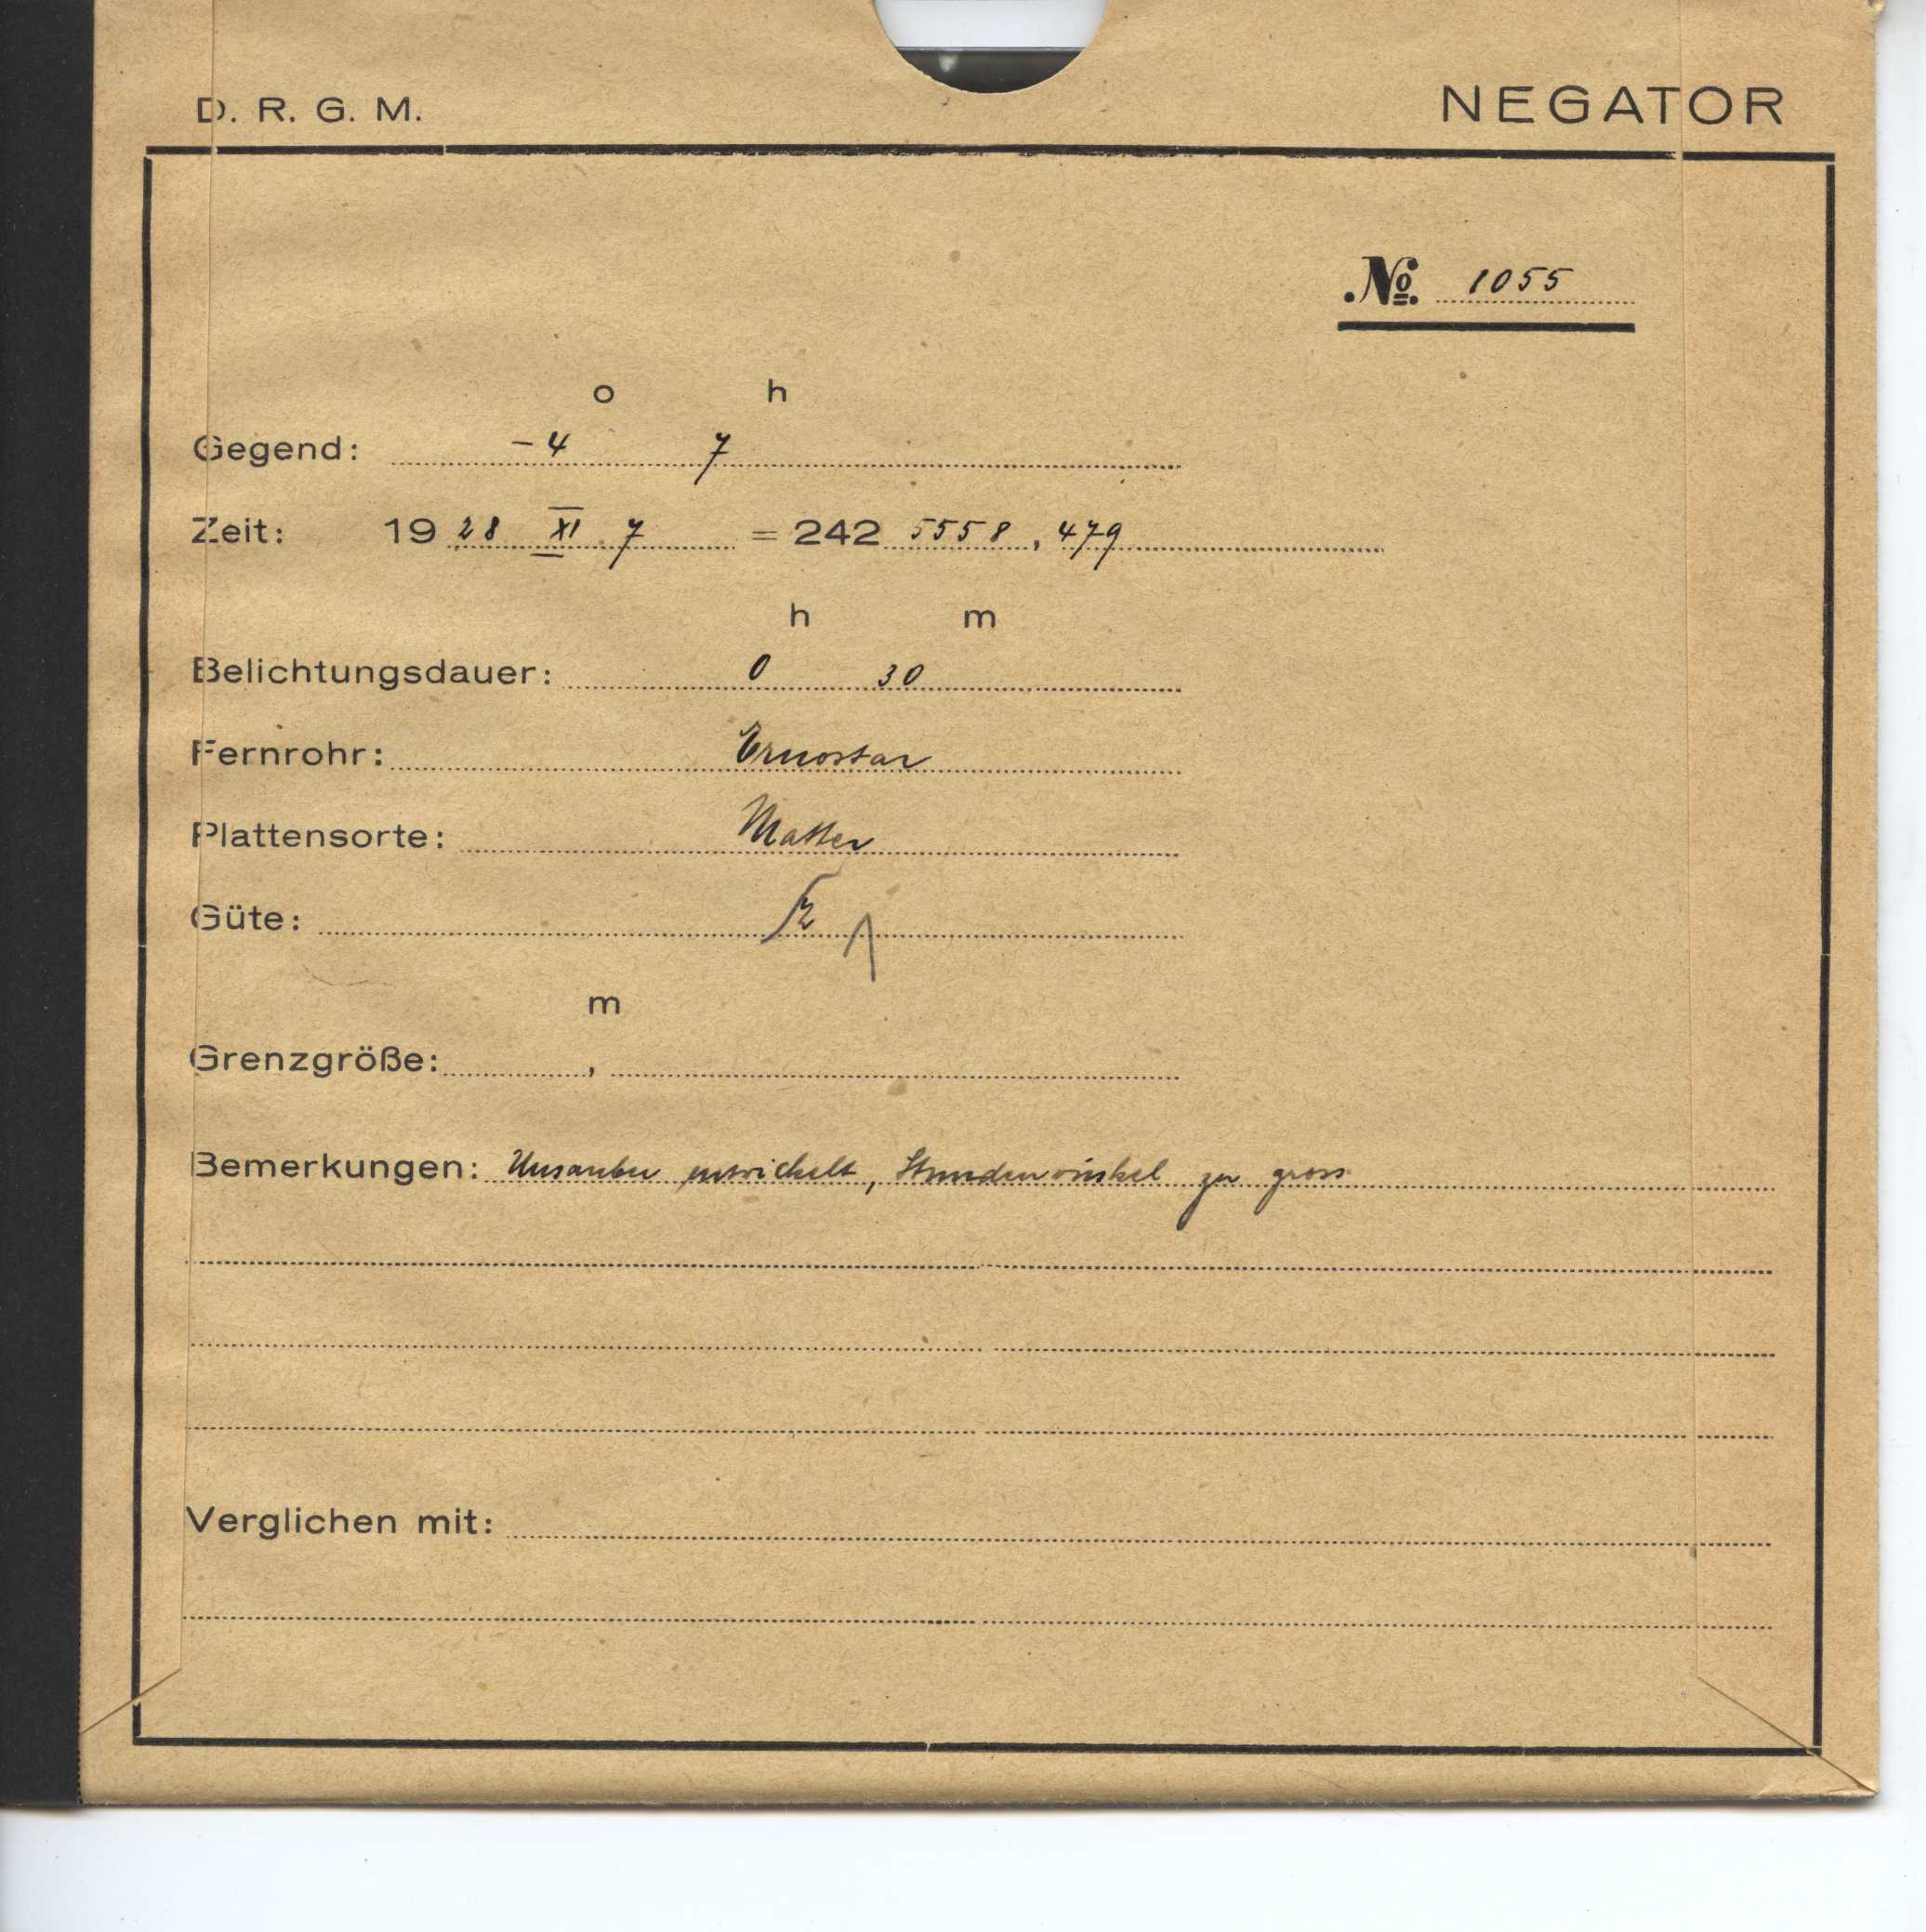 D. R. G. M. NEGATOR
№ 1055
o h
Gegend: -4 7
Zeit: 19 28 XI 7 = 242 5558, 479
h m
Belichtungsdauer: 0 30
Fernrohr: Ernostar
Plattensorte: Matter
Güte: 2
m
Grenzgröße: ,
Bemerkungen: Unsauber entwickelt, Stundenwinkel zu gross
Verglichen mit: